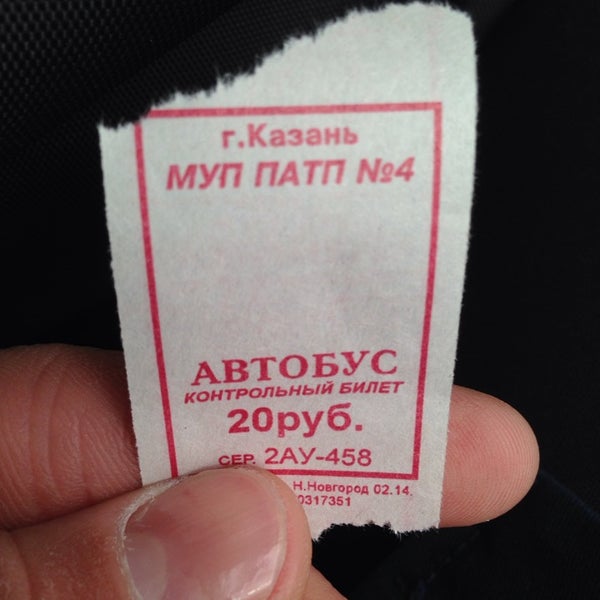 г.Казань
МУП ПАТП №4
АВТОБУС
КОНТРОЛЬНЫЙ БИЛЕТ
20руб.
СЕР. 2АУ-458
Н.Новгород 02.14.
0317351